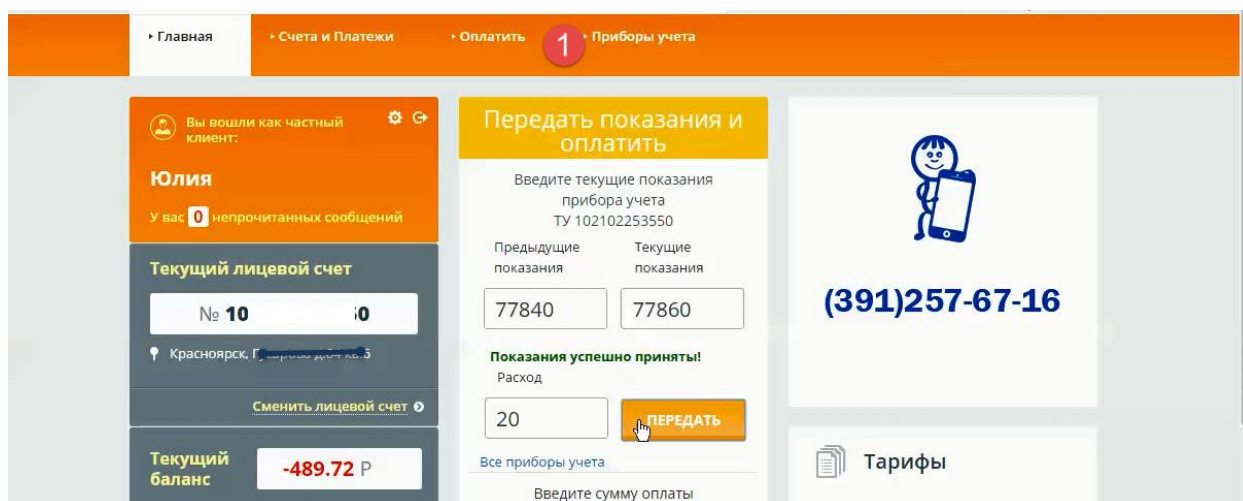 Главная
Счета и Платежи
Оплатить
1
Приборы учета
Вы вошли как частный
клиент:
Юлия
У вас 0 непрочитанных сообщений
Текущий лицевой счет
№ 10 0
Красноярск,
Сменить лицевой счет
Текущий
баланс
-489.72 Р
Передать показания и
оплатить
Введите текущие показания
прибора учета
ТУ 102102253550
Предыдущие
показания
Текущие
показания
77840
77860
Показания успешно приняты!
Расход
20
ПЕРЕДАТЬ
Все приборы учета
Введите сумму оплаты
(391)257-67-16
Тарифы